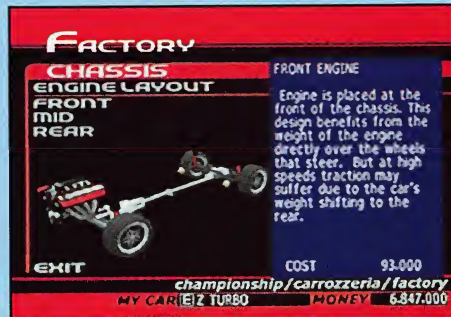 FACTORY
CHASSIS
ENGINE LAYOUT
FRONT
MID
REAR
EXIT
FRONT ENGINE
Engine is placed at the
front of the chassis. This
design benefits from the
weight of the engine
directly over the wheels
that steer. But at high
speeds traction may
suffer due to the car's
weight shifting to the
rear.
COST 93.000
championship/carrozzeria/factory
MY CAR [E] Z TURBO MONEY 6.847.000